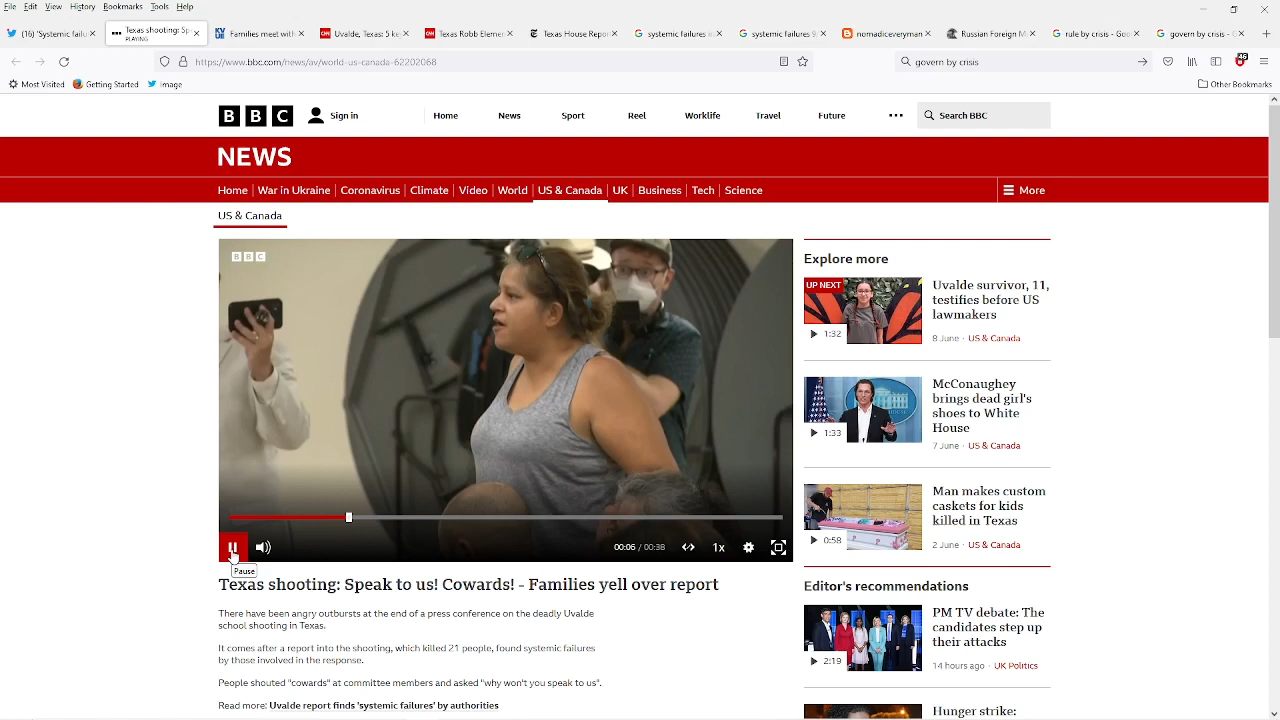 File Edit View History Bookmarks Tools Help
(16) 'Systemic failu
Texas shooting: Sp
PLAYING
Families meet with
Uvalde, Texas: 5 ke
Texas Robb Elemen
Texas House Report
systemic failures is
systemic failures 9
nomadiceveryman
Russian Foreign M
rule by crisis - Goo
govern by crisis - G
https://www.bbc.com/news/av/world-us-canada-62202068
govern by crisis
Most Visited Getting Started Image Other Bookmarks
BBC Sign in Home News Sport Reel Worklife Travel Future ... Search BBC
NEWS
Home War in Ukraine Coronavirus Climate Video World US & Canada UK Business Tech Science More
US & Canada
BBC
00:06 / 00:38 1x
Pause
Texas shooting: Speak to us! Cowards! - Families yell over report
There have been angry outbursts at the end of a press conference on the deadly Uvalde
school shooting in Texas.
It comes after a report into the shooting, which killed 21 people, found systemic failures
by those involved in the response.
People shouted "cowards" at committee members and asked "why won't you speak to us".
Read more: Uvalde report finds 'systemic failures' by authorities
Explore more
UP NEXT
1:32
Uvalde survivor, 11,
testifies before US
lawmakers
8 June · US & Canada
1:33
McConaughey
brings dead girl's
shoes to White
House
7 June · US & Canada
0:58
Man makes custom
caskets for kids
killed in Texas
2 June · US & Canada
Editor's recommendations
2:19
PM TV debate: The
candidates step up
their attacks
14 hours ago · UK Politics
Hunger strike: